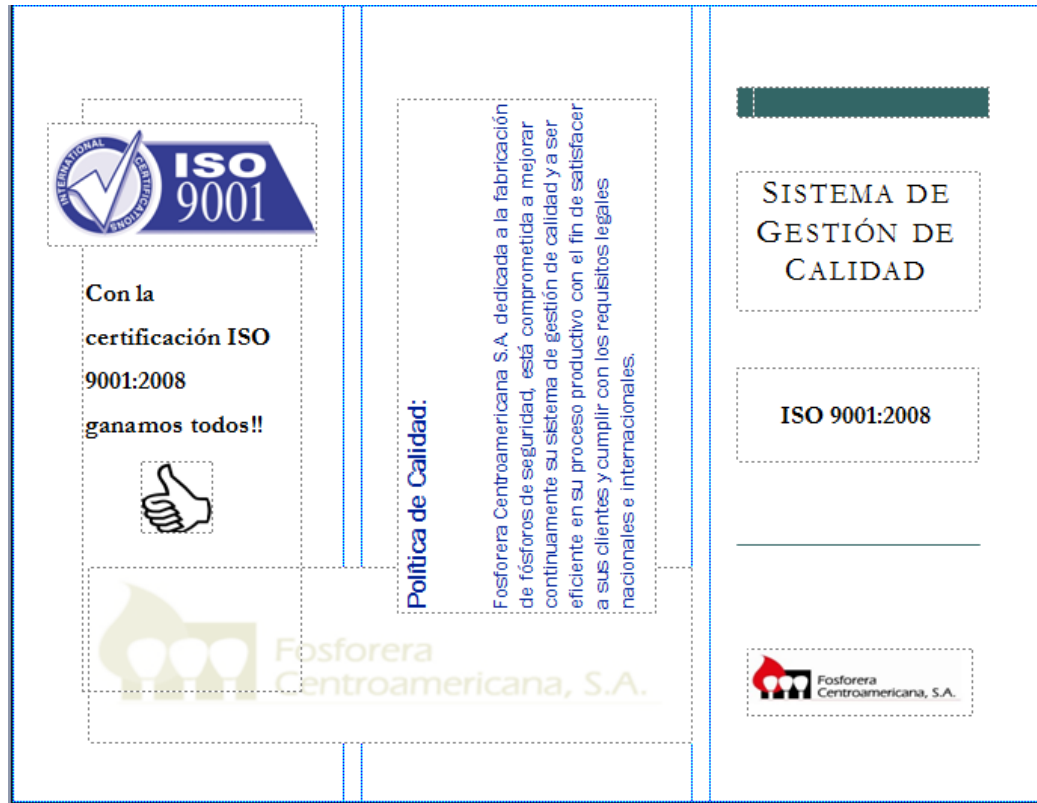 INTERNATIONAL CERTIFICATIONS
ISO
9001
Con la
certificación ISO
9001:2008
ganamos todos!!
Política de Calidad:
Fosforera Centroamericana S.A. dedicada a la fabricación
de fósforos de seguridad, está comprometida a mejorar
continuamente su sistema de gestión de calidad y a ser
eficiente en su proceso productivo con el fin de satisfacer
a sus clientes y cumplir con los requisitos legales
nacionales e internacionales.
Fosforera
Centroamericana, S.A.
SISTEMA DE
GESTIÓN DE
CALIDAD
ISO 9001:2008
Fosforera
Centroamericana, S.A.